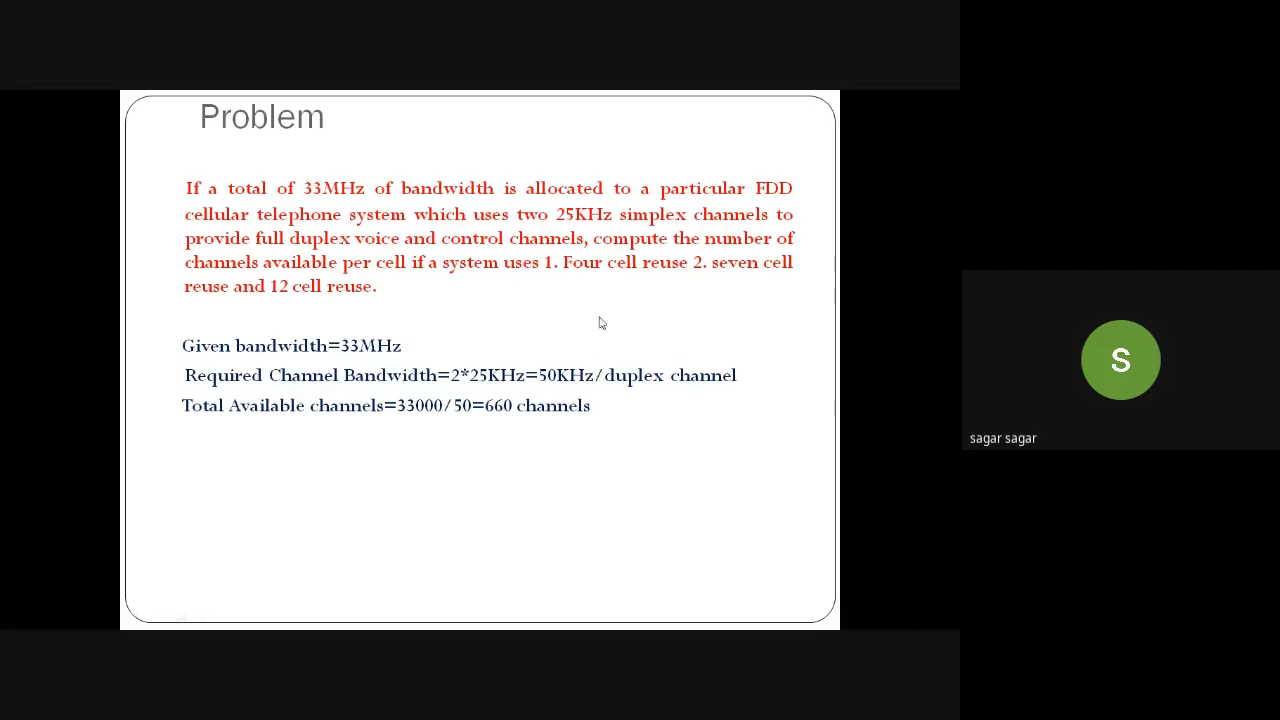 Problem
If a total of 33MHz of bandwidth is allocated to a particular FDD
cellular telephone system which uses two 25KHz simplex channels to
provide full duplex voice and control channels, compute the number of
channels available per cell if a system uses 1. Four cell reuse 2. seven cell
reuse and 12 cell reuse.
Given bandwidth=33MHz
Required Channel Bandwidth=2*25KHz=50KHz/duplex channel
Total Available channels=33000/50=660 channels
S
sagar sagar